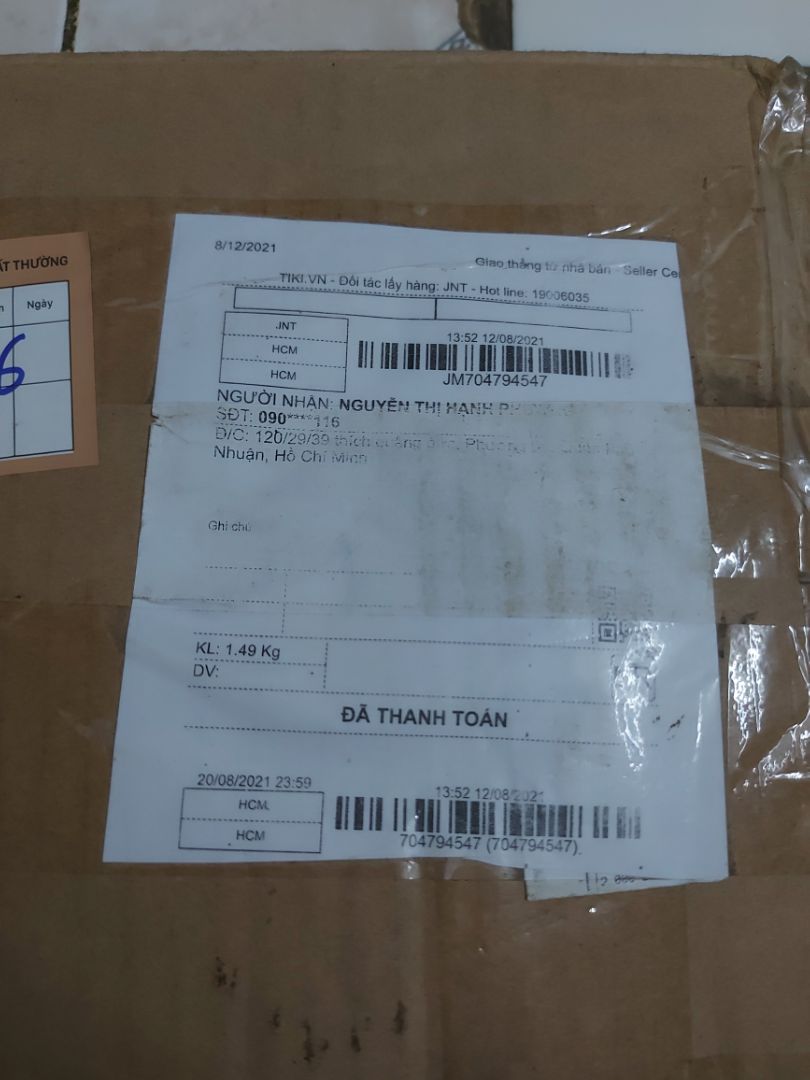 ẤT THƯỜNG
Ngày
6
8/12/2021
Giao thẳng từ nhà bán - Seller Ce
TIKI.VN - Đối tác lấy hàng: JNT - Hot line: 19006035
JNT
HCM
HCM
13:52 12/08/2021
JM704794547
NGƯỜI NHẬN: NGUYỄN THỊ HẠNH
SĐT: 090****116
Đ/C: 120/29/39 thích quảng
Nhuận, Hồ Chí Minh
Ghi chú
KL: 1.49 Kg
DV:
ĐÃ THANH TOÁN
20/08/2021 23:59
HCM
HCM
13:52 12/08/2021
704794547 (704794547).